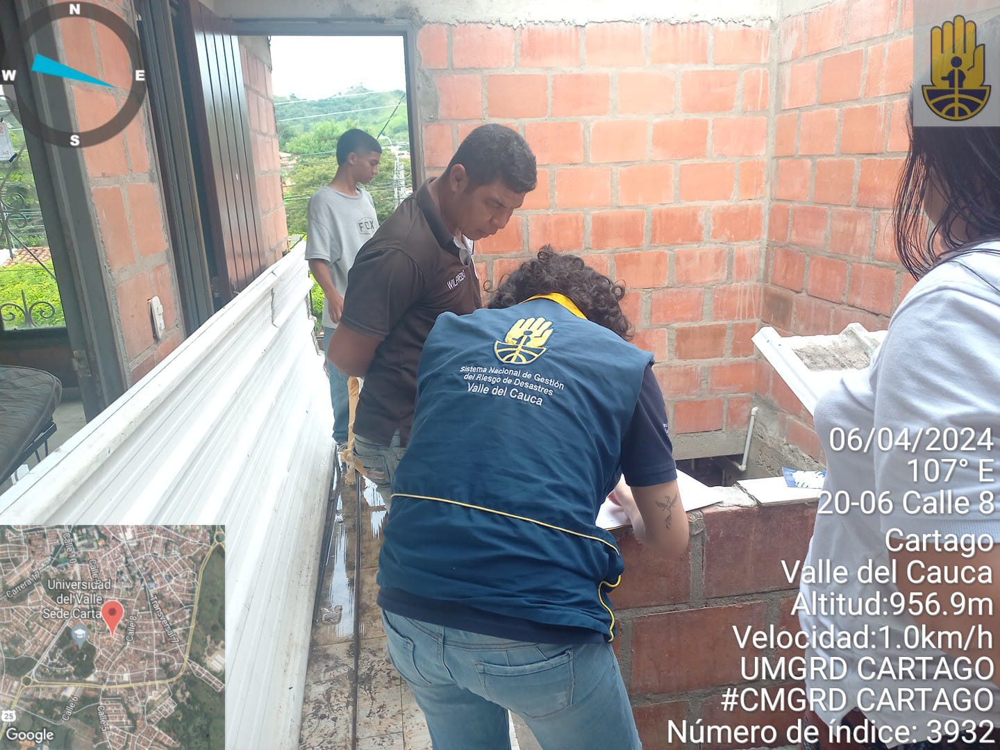 N
W
E
S
FOX
WILFREDO
Sistema Nacional de Gestión
del Riesgo de Desastres
Valle del Cauca
06/04/2024
107° E
20-06 Calle 8
Cartago
Valle del Cauca
Altitud:956.9m
Velocidad:1.0km/h
UMGRD CARTAGO
#CMGRD CARTAGO
Número de índice: 3932
Calle 10
Calle 9
Carrera 17
Universidad
del Valle
Sede Carta
Calle 8
Transversal 7
Calle 6
Calle 5
25
Google